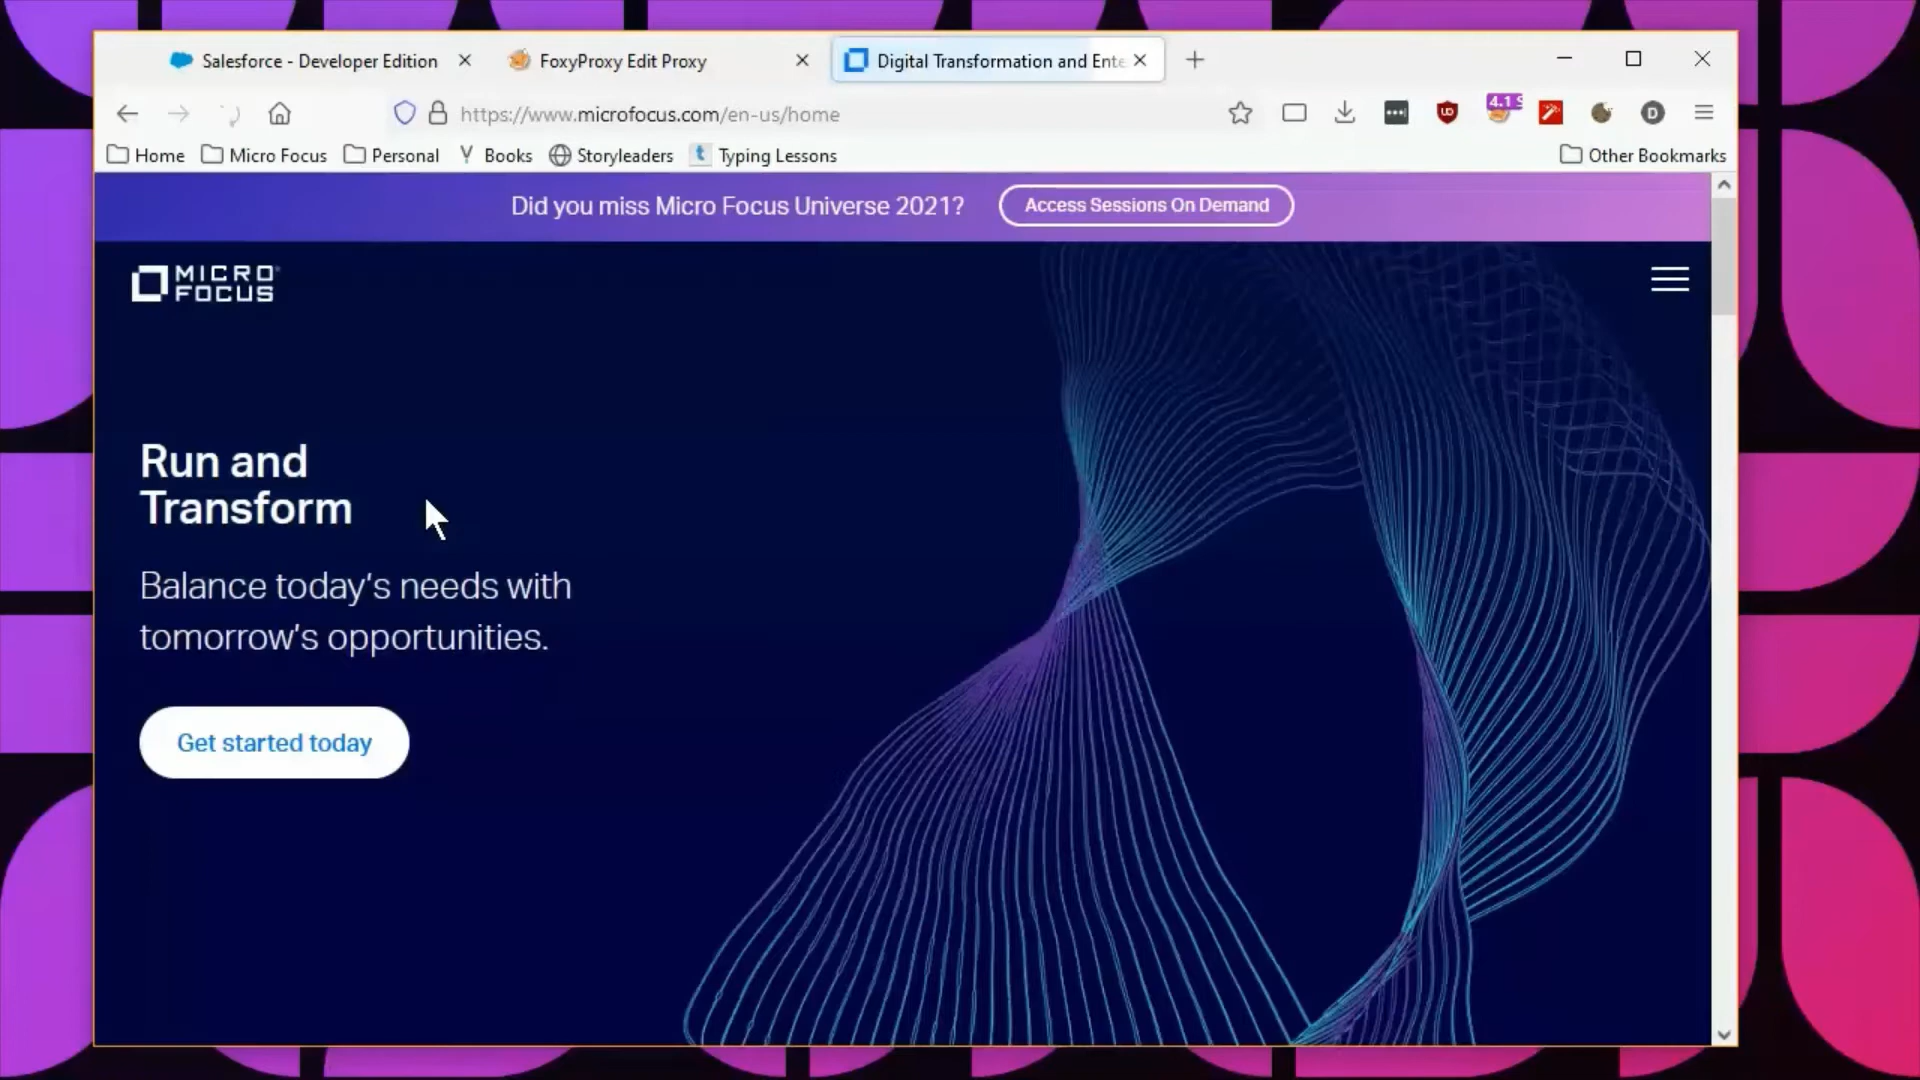 Salesforce - Developer Edition
FoxyProxy Edit Proxy
Digital Transformation and Ente
https://www.microfocus.com/en-us/home
4.1 S
D
Home
Micro Focus
Personal
Books
Storyleaders
Typing Lessons
Other Bookmarks
Did you miss Micro Focus Universe 2021?
Access Sessions On Demand
MICRO
FOCUS
Run and
Transform
Balance today's needs with
tomorrow's opportunities.
Get started today